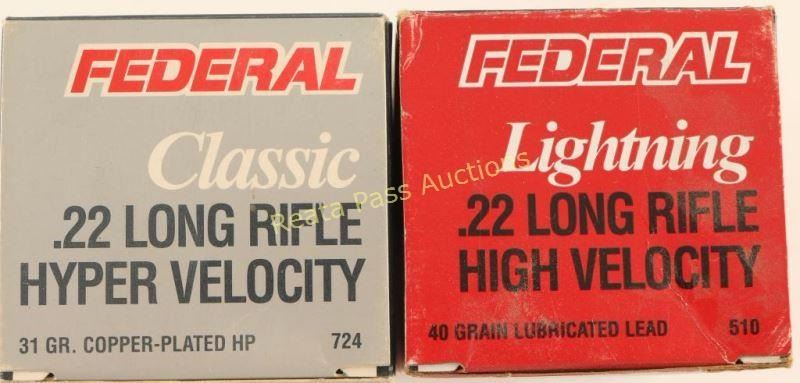 FEDERAL
Classic
.22 LONG RIFLE
HYPER VELOCITY
31 GR. COPPER-PLATED HP 724
FEDERAL
Lightning
.22 LONG RIFLE
HIGH VELOCITY
40 GRAIN LUBRICATED LEAD 510
Reata Pass Auctions